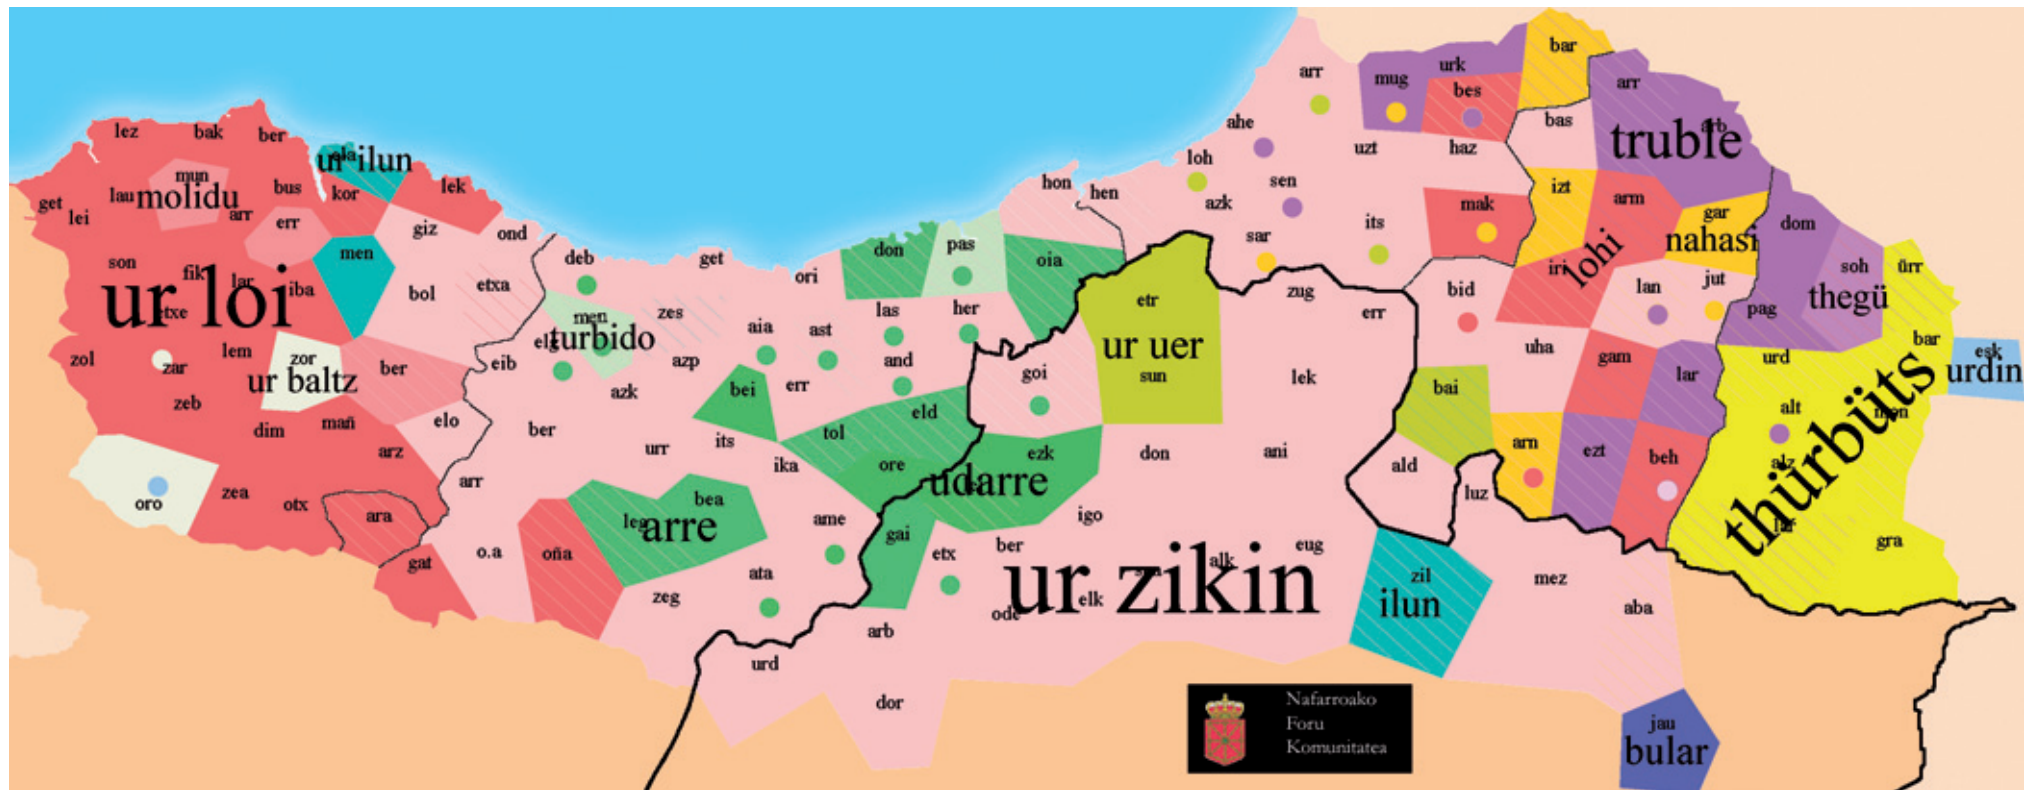 bar
urk
arr
mug
arr
bes
bas
truble
lez
bak
ber
ahe
uzt
haz
ur ilun
loh
mun
lau
molidu
bus
kor
lek
hon
hen
sen
azk
izt
arm
mak
gar
get
lei
arr
err
giz
ond
sar
its
nahasi
dom
men
deb
get
don
pas
oia
lohi
iri
soh
ürr
son
fik
lar
iba
bol
etxa
ori
zug
bid
lan
jut
thegü
ur loi
etxe
men
zes
las
her
etr
err
pag
turbido
aia
ast
ur uer
uha
bar
zol
zar
lem
zor
ber
eib
azp
and
goi
sun
lek
gam
urd
esk
ur baltz
lar
urdin
zeb
azk
bei
err
bai
dim
mañ
elo
ber
eld
alt
its
tol
arz
urr
ika
ore
ezk
don
ani
ald
arn
ezt
beh
alz
thürbüts
oro
zea
otx
ara
arr
leg
bea
arre
udarre
luz
ame
gai
igo
gat
o.a
oña
etx
ber
eug
alk
gra
ata
zeg
ode
elk
ur zikin
zil
ilun
mez
aba
arb
urd
dor
Nafarroako
Foru
Komunitatea
jau
bular